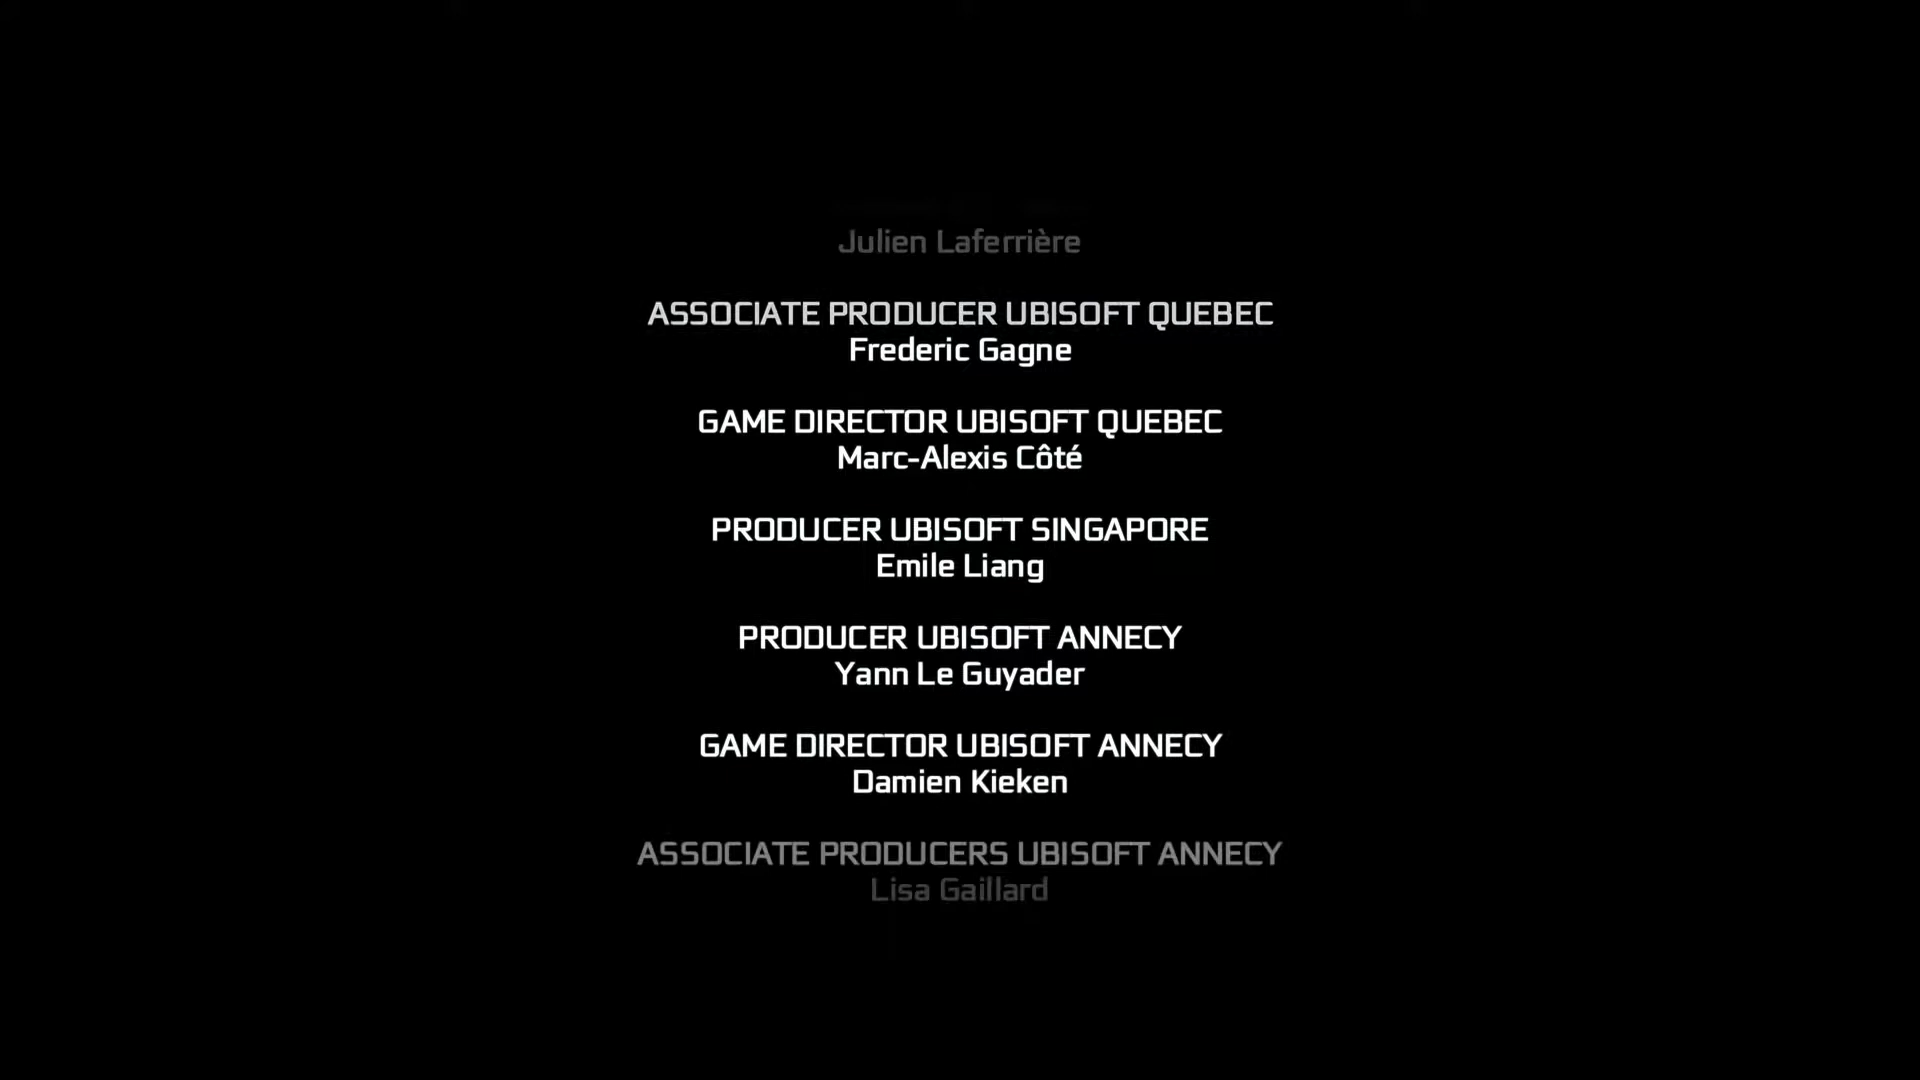 Julien Laferrière
ASSOCIATE PRODUCER UBISOFT QUEBEC
Frederic Gagne
GAME DIRECTOR UBISOFT QUEBEC
Marc-Alexis Côté
PRODUCER UBISOFT SINGAPORE
Emile Liang
PRODUCER UBISOFT ANNECY
Yann Le Guyader
GAME DIRECTOR UBISOFT ANNECY
Damien Kieken
ASSOCIATE PRODUCERS UBISOFT ANNECY
Lisa Gaillard